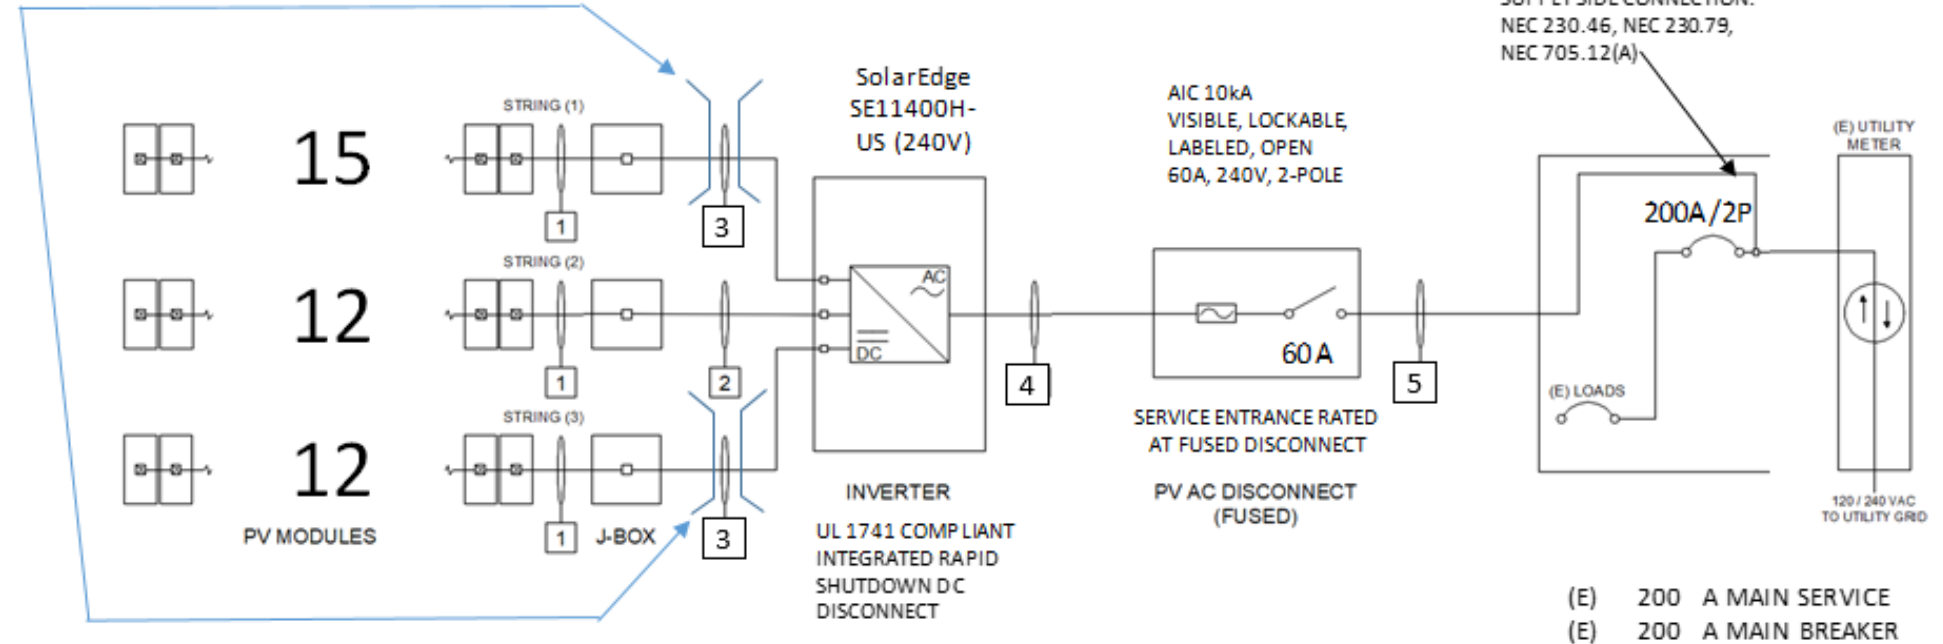 SUPPLY SIDE CONNECTION:
NEC 230.46, NEC 230.79,
NEC 705.12(A)
SolarEdge
SE11400H-
US (240V)
AIC 10kA
VISIBLE, LOCKABLE,
LABELED, OPEN
60A, 240V, 2-POLE
(E) UTILITY
METER
STRING (1)
15
1
3
200A/2P
STRING (2)
12
1
2
AC
DC
4
60 A
5
(E) LOADS
STRING (3)
12
1
3
PV MODULES
J-BOX
INVERTER
UL 1741 COMPLIANT
INTEGRATED RAPID
SHUTDOWN DC
DISCONNECT
SERVICE ENTRANCE RATED
AT FUSED DISCONNECT
PV AC DISCONNECT
(FUSED)
120 / 240 VAC
TO UTILITY GRID
(E) 200 A MAIN SERVICE
(E) 200 A MAIN BREAKER